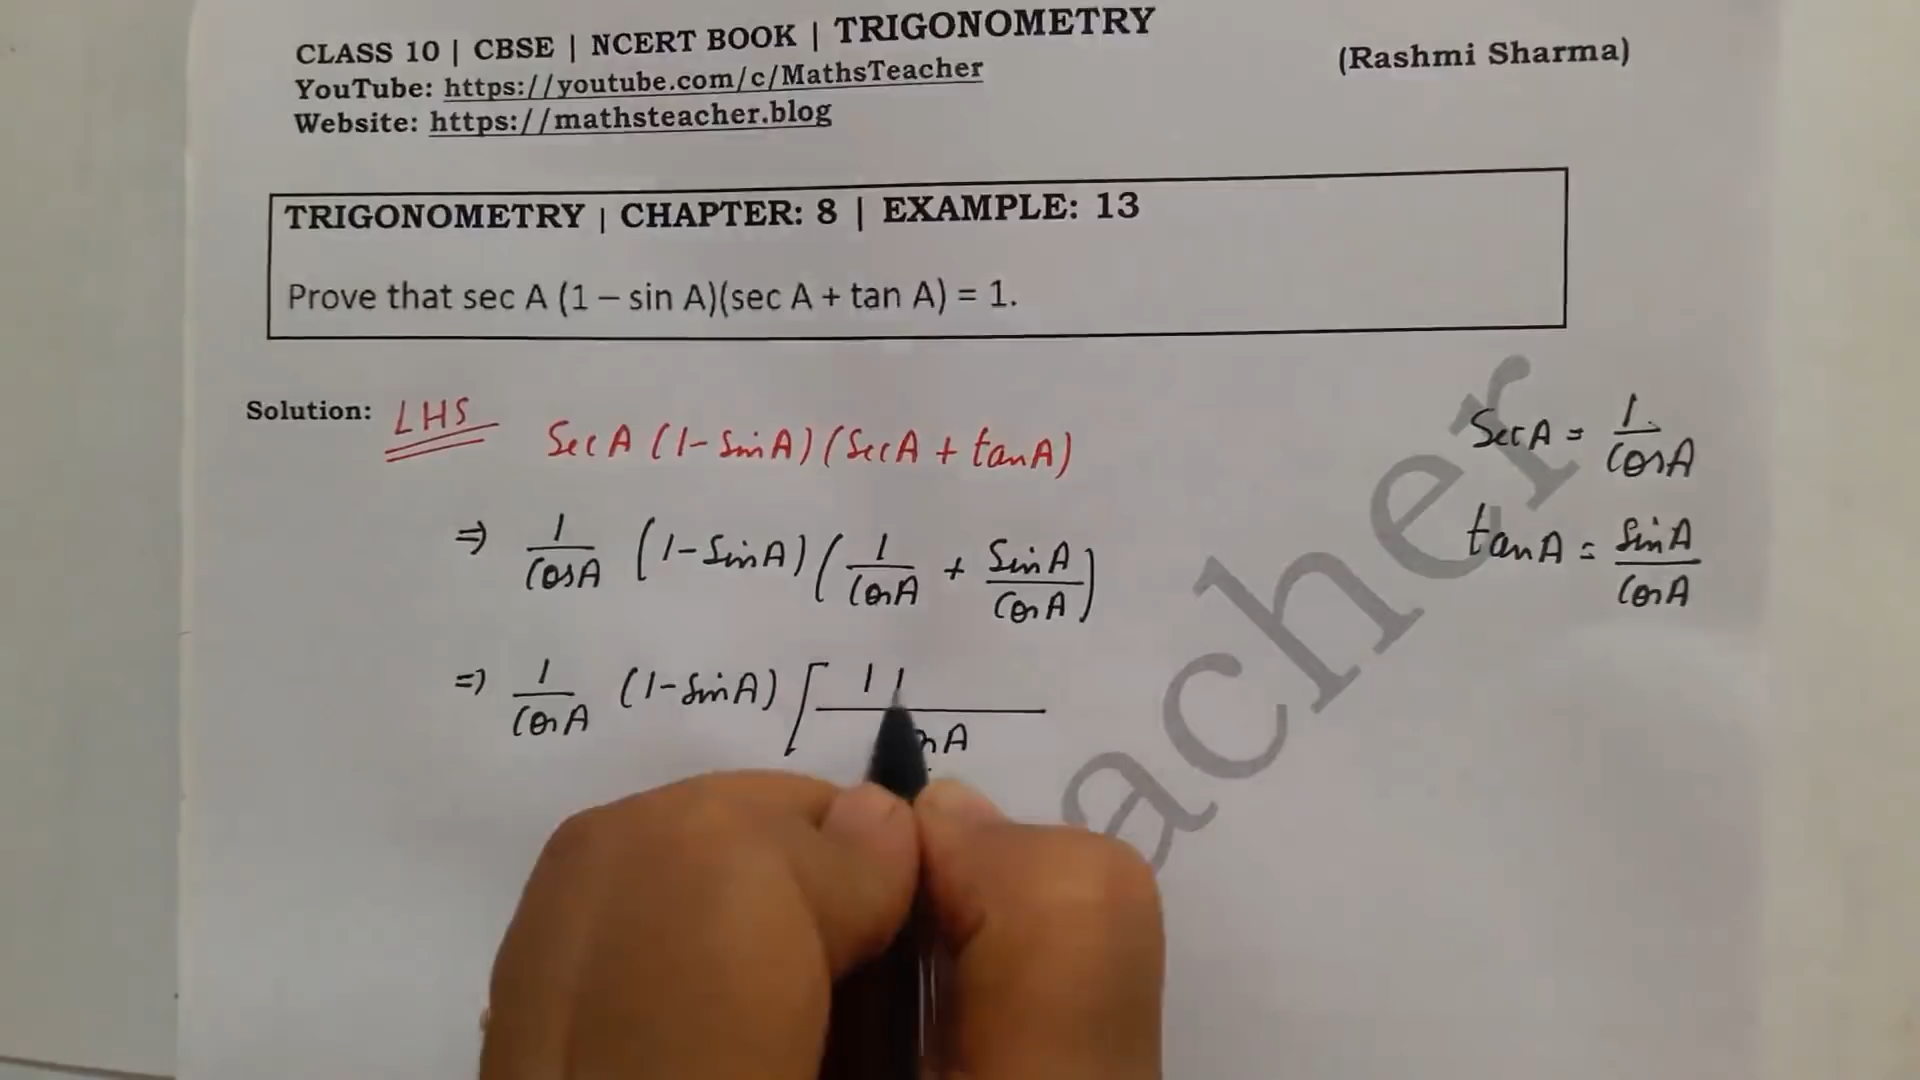 CLASS 10 | CBSE | NCERT BOOK | TRIGONOMETRY
(Rashmi Sharma)
YouTube: https://youtube.com/c/MathsTeacher
Website: https://mathsteacher.blog
TRIGONOMETRY | CHAPTER: 8 | EXAMPLE: 13
Prove that sec A (1 – sin A)(sec A + tan A) = 1.
Solution: LHS
Sec A (1 - Sin A) (Sec A + tan A)
Sec A = 1/Cos A
⇒ 1/Cos A (1 - Sin A) (1/Cos A + Sin A/Cos A)
tan A = Sin A/Cos A
⇒ 1/Cos A (1 - Sin A) [1
A
acher